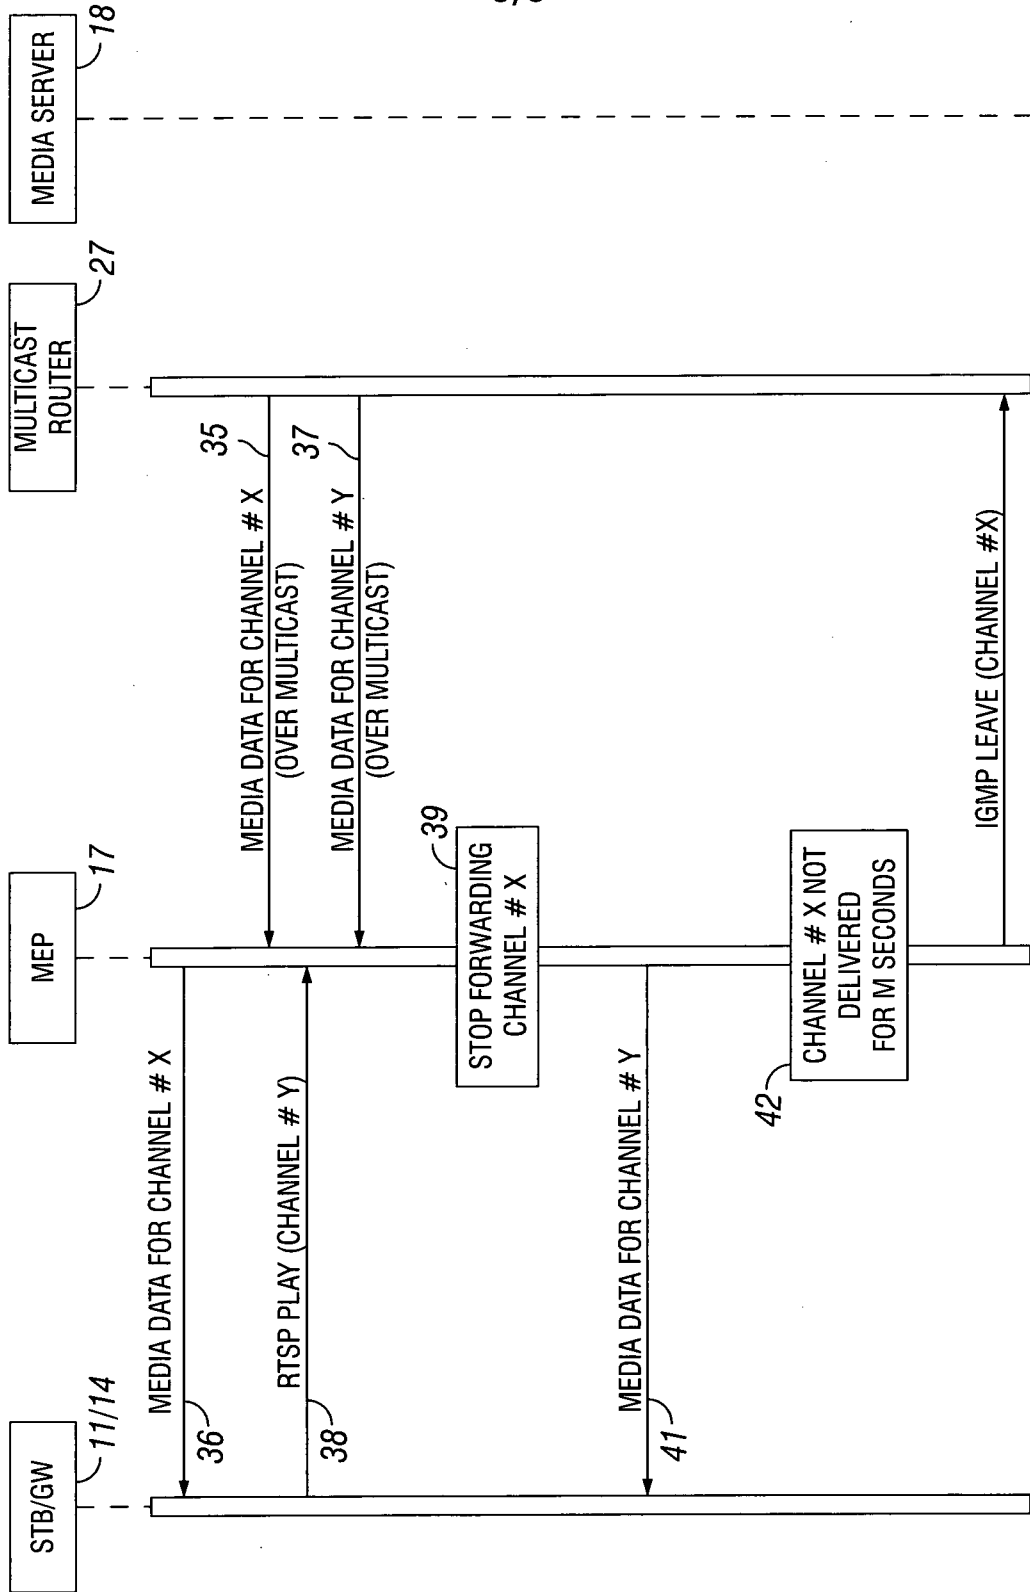 STB/GW
11/14
MEP
17
MULTICAST
ROUTER
27
MEDIA SERVER
18
MEDIA DATA FOR CHANNEL # X
36
MEDIA DATA FOR CHANNEL # X
35
(OVER MULTICAST)
RTSP PLAY (CHANNEL # Y)
38
MEDIA DATA FOR CHANNEL # Y
37
(OVER MULTICAST)
39
STOP FORWARDING
CHANNEL # X
MEDIA DATA FOR CHANNEL # Y
41
42
CHANNEL # X NOT
DELIVERED
FOR M SECONDS
IGMP LEAVE (CHANNEL #X)